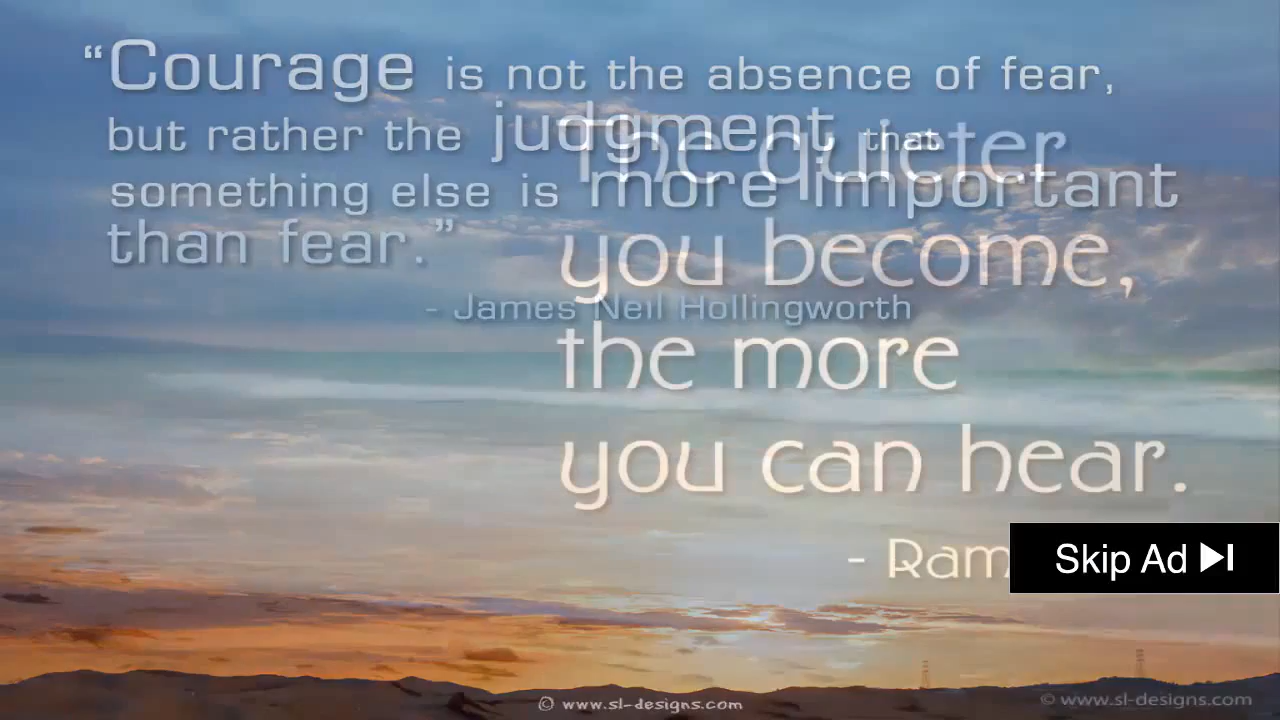 “Courage is not the absence of fear,
but rather the judgment that
something else is more important
than fear.”
- James Neil Hollingworth
The quieter
you become,
the more
you can hear.
- Ram
Skip Ad
© www.sl-designs.com
© www.sl-designs.com